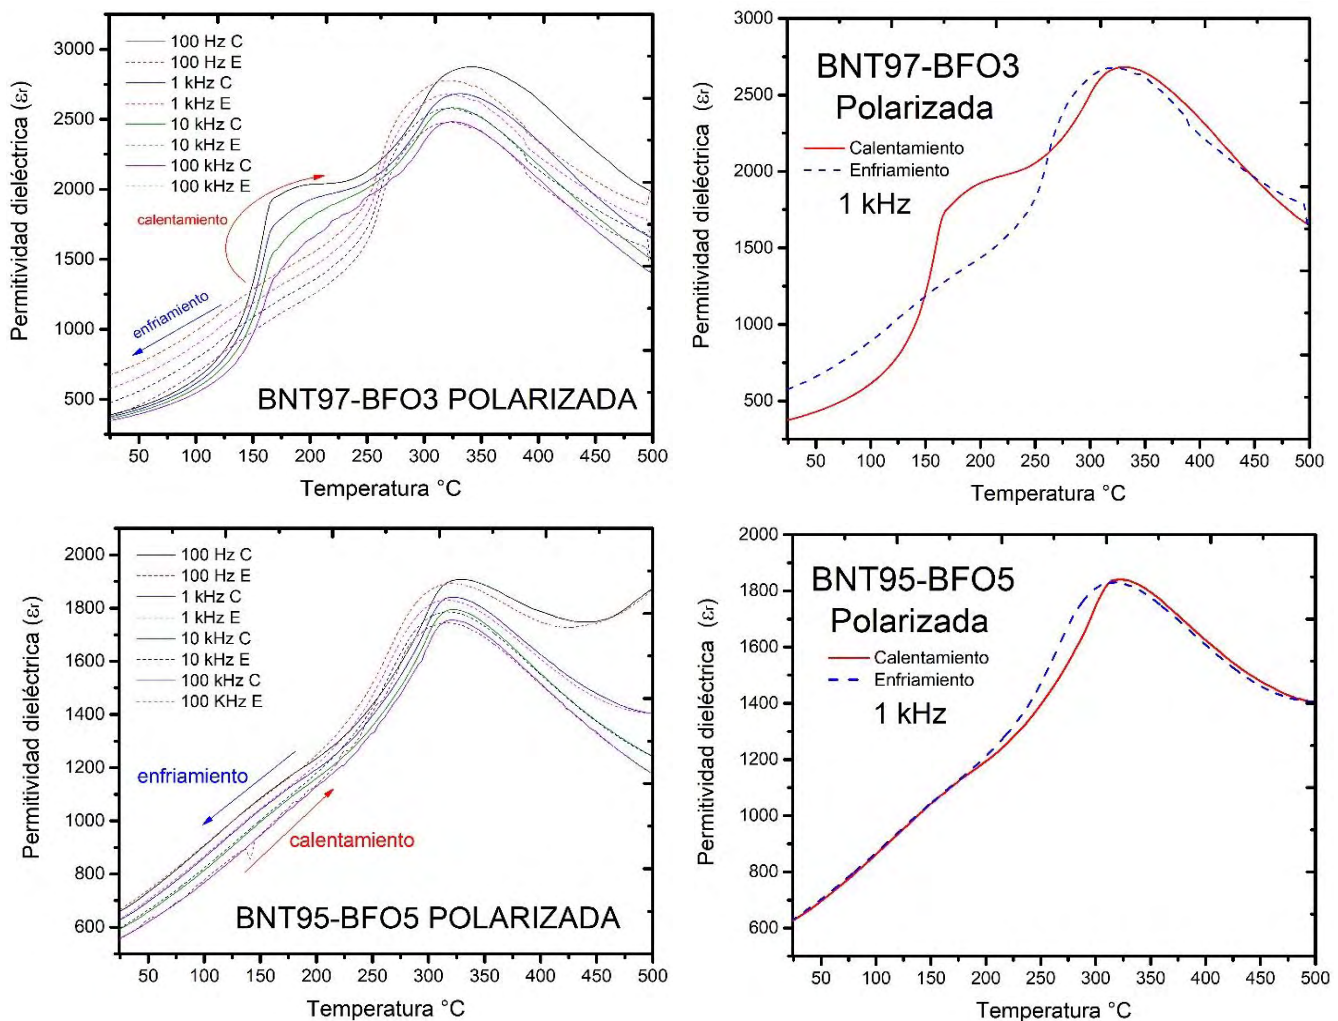 3000
2500
2000
1500
1000
500
Permitividad dieléctrica (εr)
100 Hz C
100 Hz E
1 kHz C
1 kHz E
10 kHz C
10 kHz E
100 kHz C
100 kHz E
calentamiento
enfriamiento
BNT97-BFO3 POLARIZADA
50 100 150 200 250 300 350 400 450 500
Temperatura °C
3000
2500
2000
1500
1000
500
Permitividad dieléctrica (εr)
BNT97-BFO3
Polarizada
Calentamiento
Enfriamiento
1 kHz
50 100 150 200 250 300 350 400 450 500
Temperatura °C
2000
1800
1600
1400
1200
1000
800
600
Permitividad dieléctrica (εr)
100 Hz C
100 Hz E
1 kHz C
1 kHz E
10 kHz C
10 kHz E
100 kHz C
100 KHz E
enfriamiento
calentamiento
BNT95-BFO5 POLARIZADA
50 100 150 200 250 300 350 400 450 500
Temperatura °C
2000
1800
1600
1400
1200
1000
800
600
Permitividad dieléctrica (εr)
BNT95-BFO5
Polarizada
Calentamiento
Enfriamiento
1 kHz
50 100 150 200 250 300 350 400 450 500
Temperatura °C